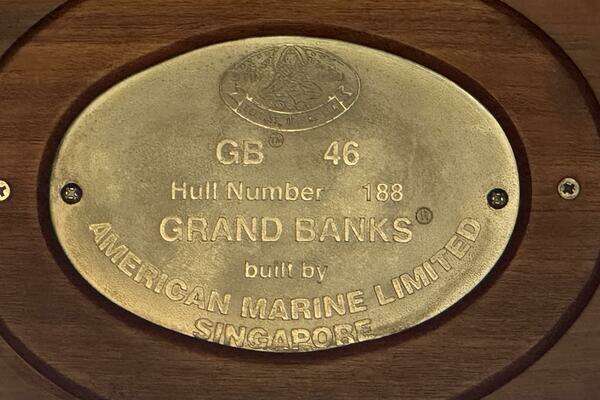 GB ® 46
Hull Number 188
GRAND BANKS ®
built by
AMERICAN MARINE LIMITED
SINGAPORE